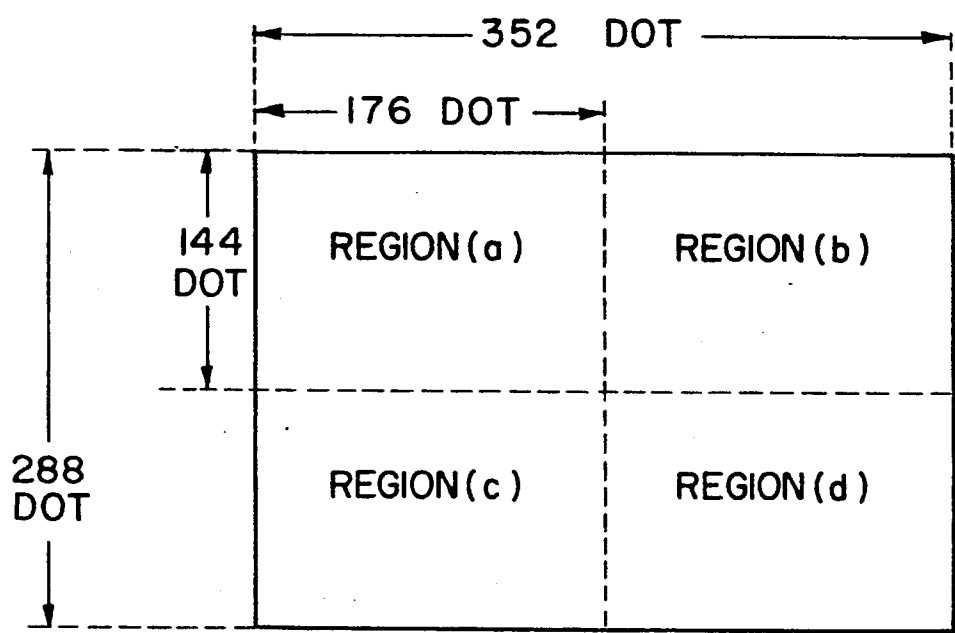 352 DOT
176 DOT
144
DOT
REGION(a)
REGION(b)
288
DOT
REGION(c)
REGION(d)